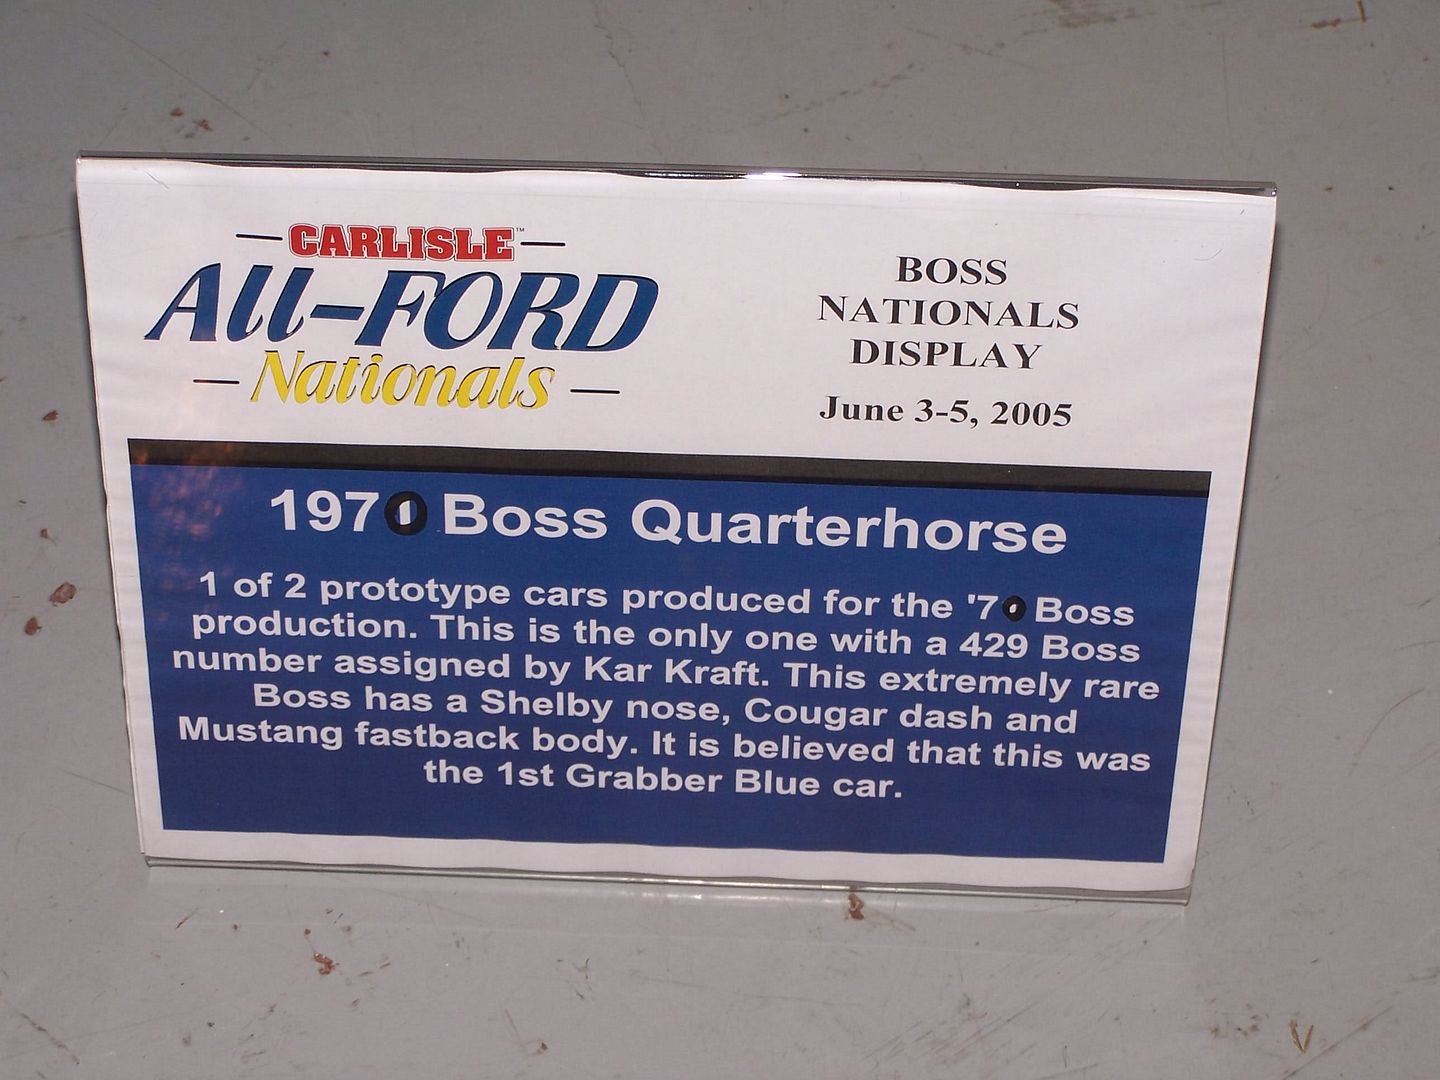 CARLISLE™
All-FORD
Nationals
BOSS
NATIONALS
DISPLAY
June 3-5, 2005
1970 Boss Quarterhorse
1 of 2 prototype cars produced for the '70 Boss
production. This is the only one with a 429 Boss
number assigned by Kar Kraft. This extremely rare
Boss has a Shelby nose, Cougar dash and
Mustang fastback body. It is believed that this was
the 1st Grabber Blue car.